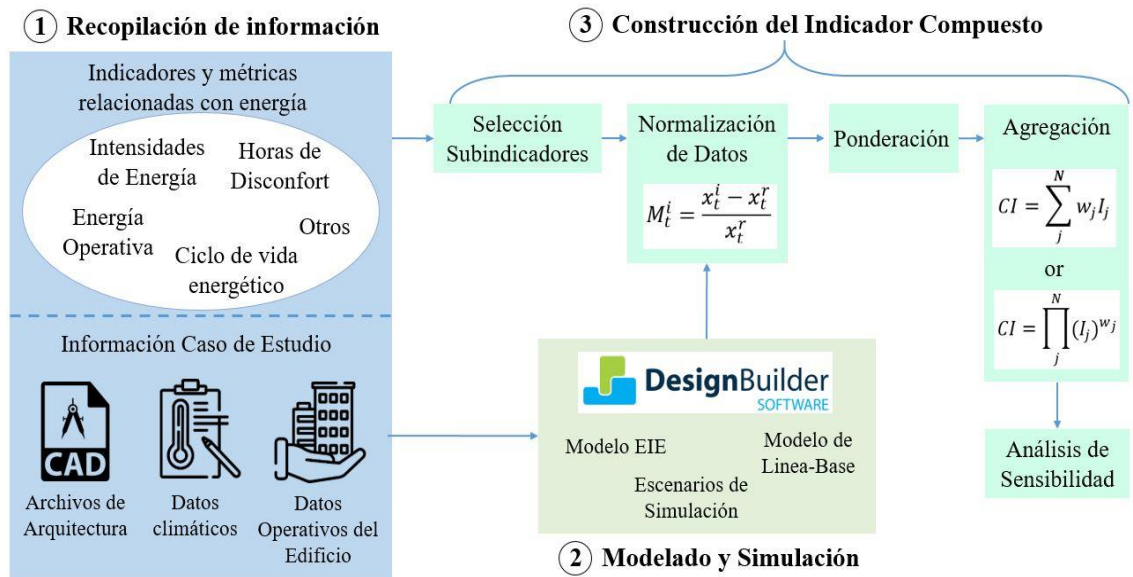 1 Recopilación de información
Indicadores y métricas
relacionadas con energía
Intensidades
de Energía
Horas de
Disconfort
Energía
Operativa
Otros
Ciclo de vida
energético
Información Caso de Estudio
CAD
Archivos de
Arquitectura
Datos
climáticos
Datos
Operativos del
Edificio
3 Construcción del Indicador Compuesto
Selección
Subindicadores
Normalización
de Datos
M_t^i = (x_t^i − x_t^r) / x_t^r
Ponderación
Agregación
CI = ∑_j^N w_j I_j
or
CI = ∏_j^N (I_j)^{w_j}
Análisis de
Sensibilidad
DesignBuilder
SOFTWARE
Modelo EIE
Modelo de
Linea-Base
Escenarios de
Simulación
2 Modelado y Simulación